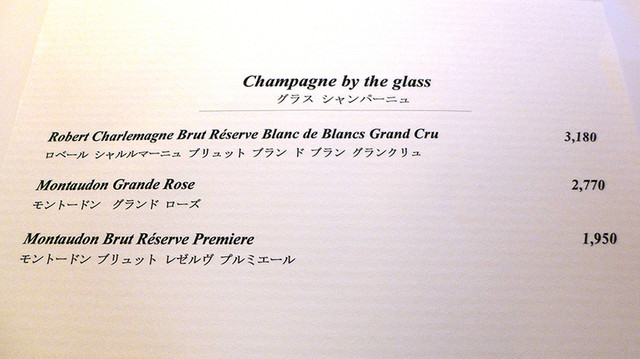 Champagne by the glass
グラス シャンパーニュ
Robert Charlemagne Brut Réserve Blanc de Blancs Grand Cru 3,180
ロベール シャルルマーニュ ブリュット ブラン ド ブラン グランクリュ
Montaudon Grande Rose 2,770
モントードン グランド ローズ
Montaudon Brut Réserve Premiere 1,950
モントードン ブリュット レゼルヴ プルミエール